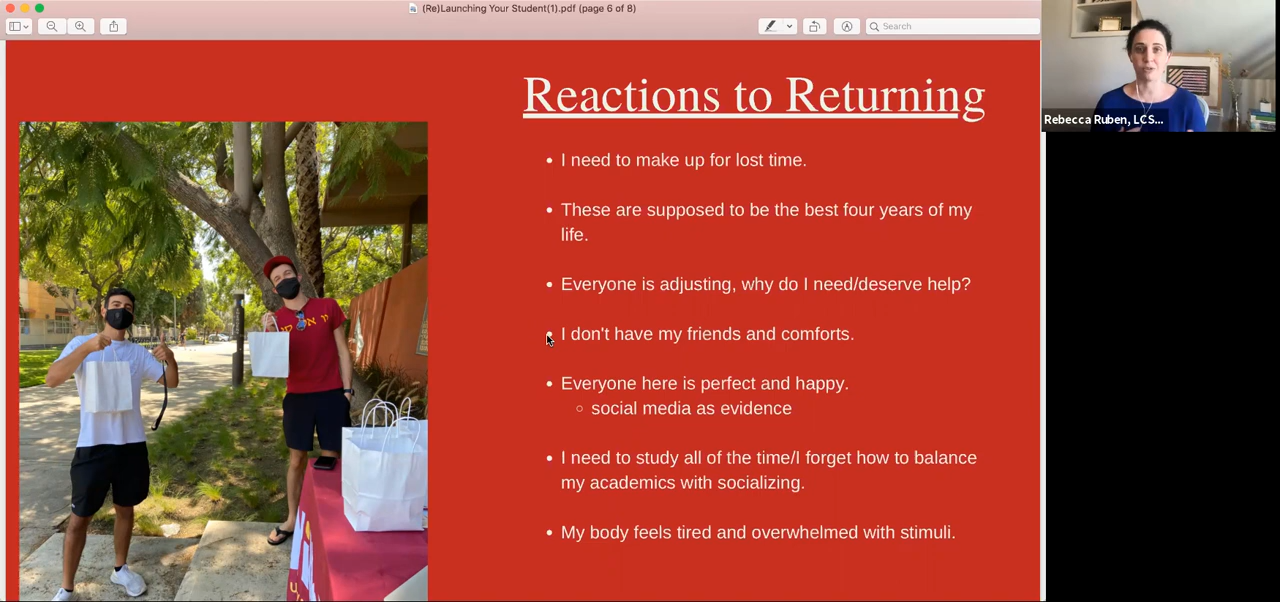 (Re)Launching Your Student(1).pdf (page 6 of 8)
Search
Rebecca Ruben, LCS...
Reactions to Returning
• I need to make up for lost time.
• These are supposed to be the best four years of my
life.
• Everyone is adjusting, why do I need/deserve help?
• I don't have my friends and comforts.
• Everyone here is perfect and happy.
◦ social media as evidence
• I need to study all of the time/I forget how to balance
my academics with socializing.
• My body feels tired and overwhelmed with stimuli.